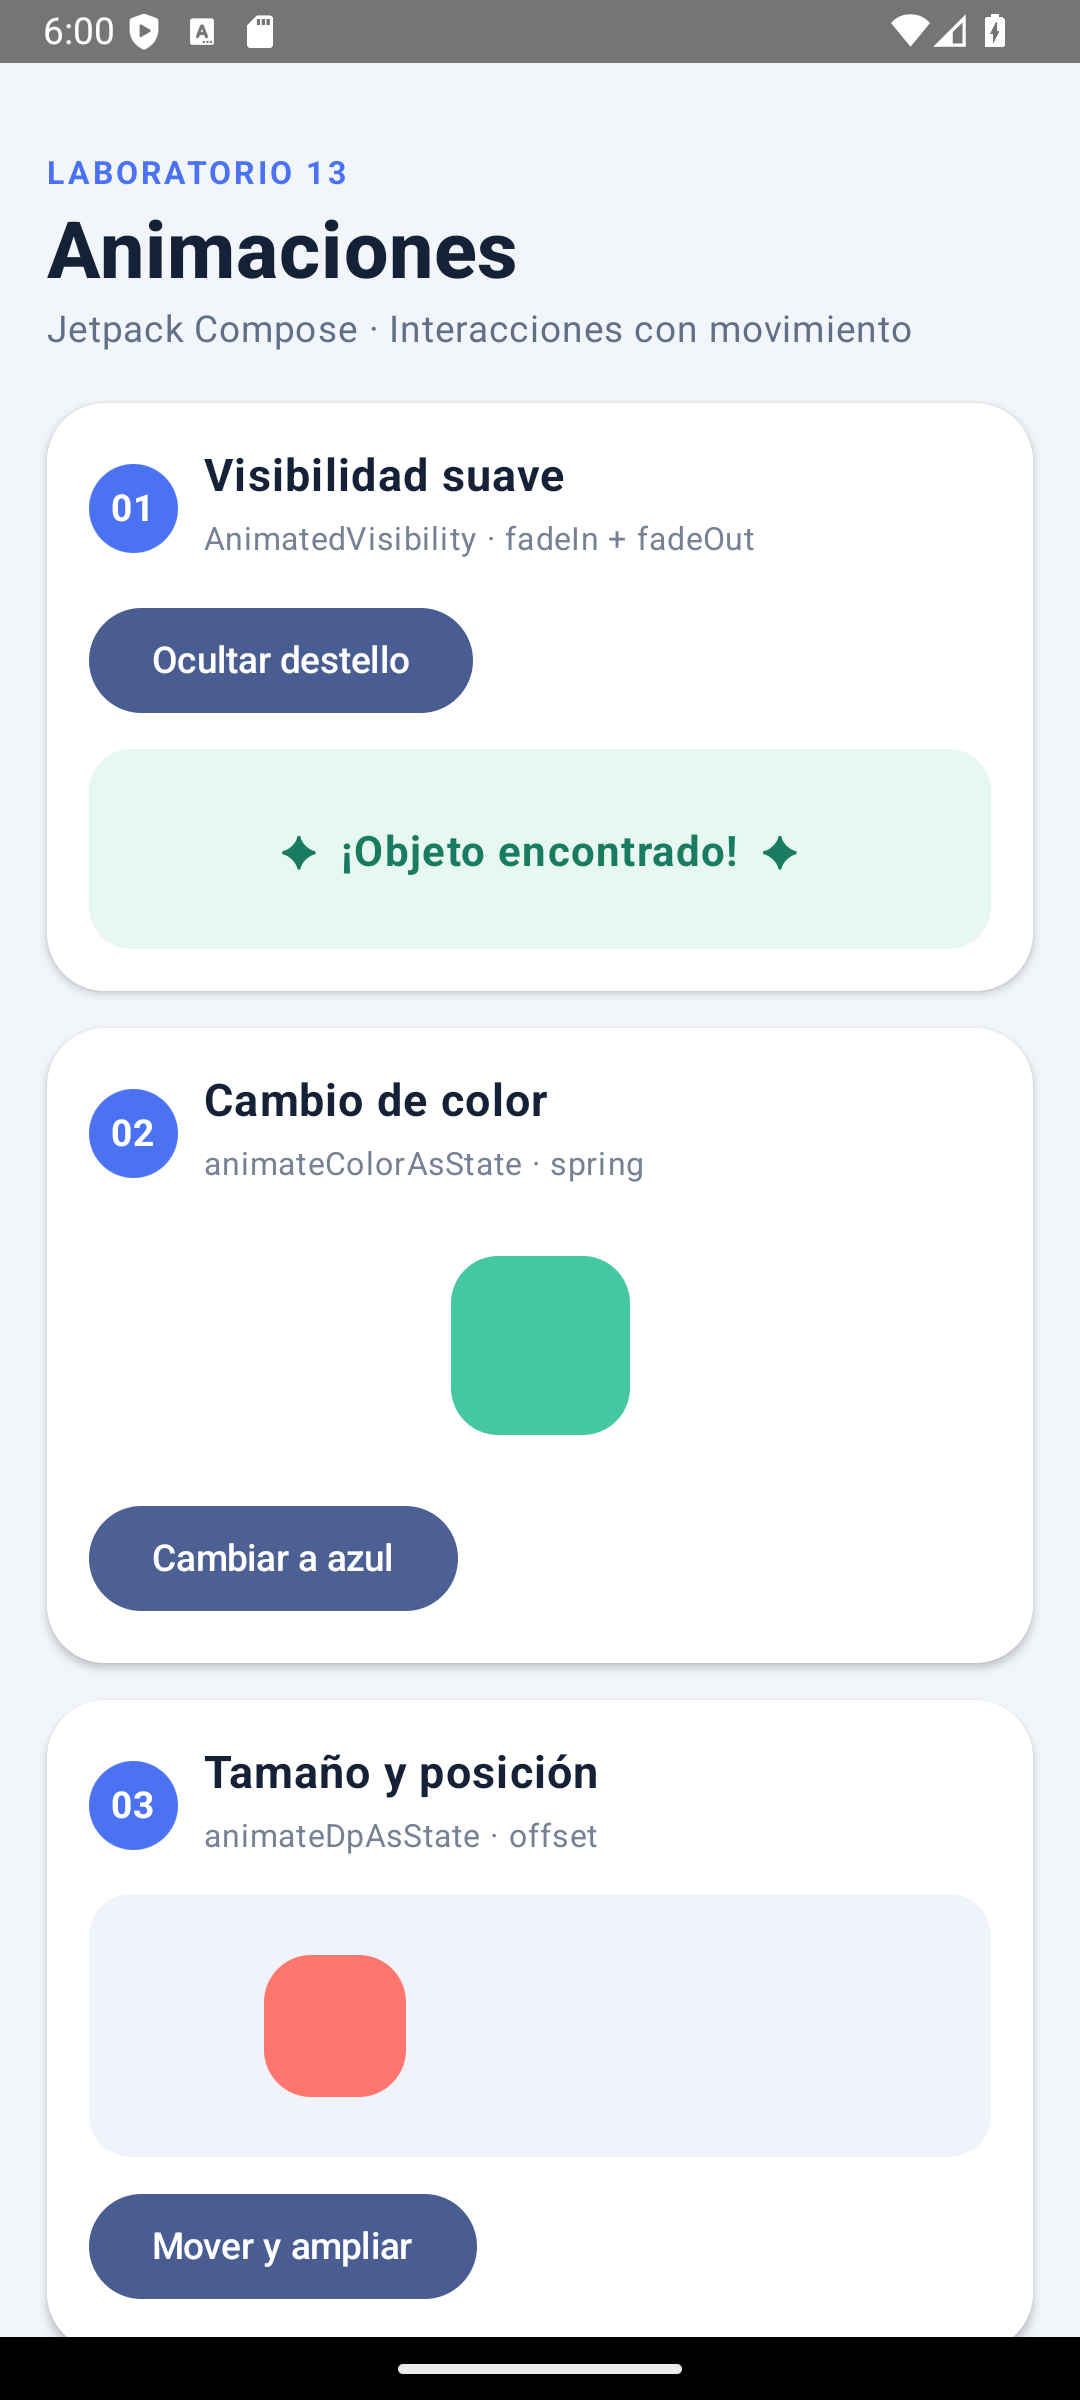 6:00
LABORATORIO 13
Animaciones
Jetpack Compose · Interacciones con movimiento
01
Visibilidad suave
AnimatedVisibility · fadeIn + fadeOut
Ocultar destello
✦ ¡Objeto encontrado! ✦
02
Cambio de color
animateColorAsState · spring
Cambiar a azul
03
Tamaño y posición
animateDpAsState · offset
Mover y ampliar